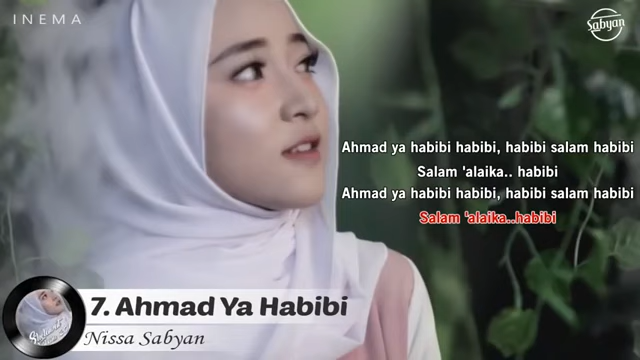 INEMA
Sabyan
Ahmad ya habibi habibi, habibi salam habibi
Salam 'alaika.. habibi
Ahmad ya habibi habibi, habibi salam habibi
Salam 'alaika..habibi
7. Ahmad Ya Habibi
Nissa Sabyan